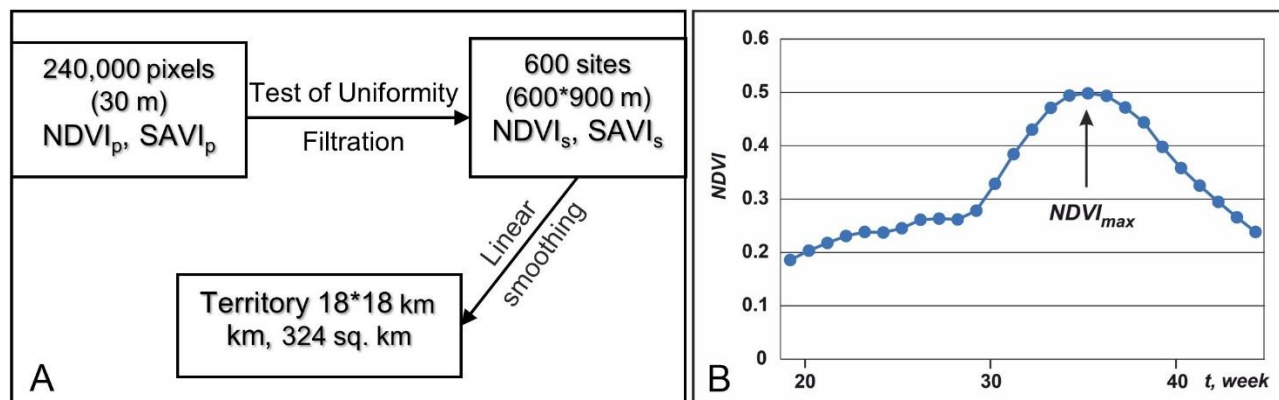 240,000 pixels
(30 m)
NDVIp, SAVIp
Test of Uniformity
Filtration
600 sites
(600*900 m)
NDVIs, SAVIs
Linear
smoothing
Territory 18*18 km
km, 324 sq. km
A
0.6
0.5
0.4
0.3
0.2
0.1
0
NDVI
NDVImax
20
30
40
t, week
B